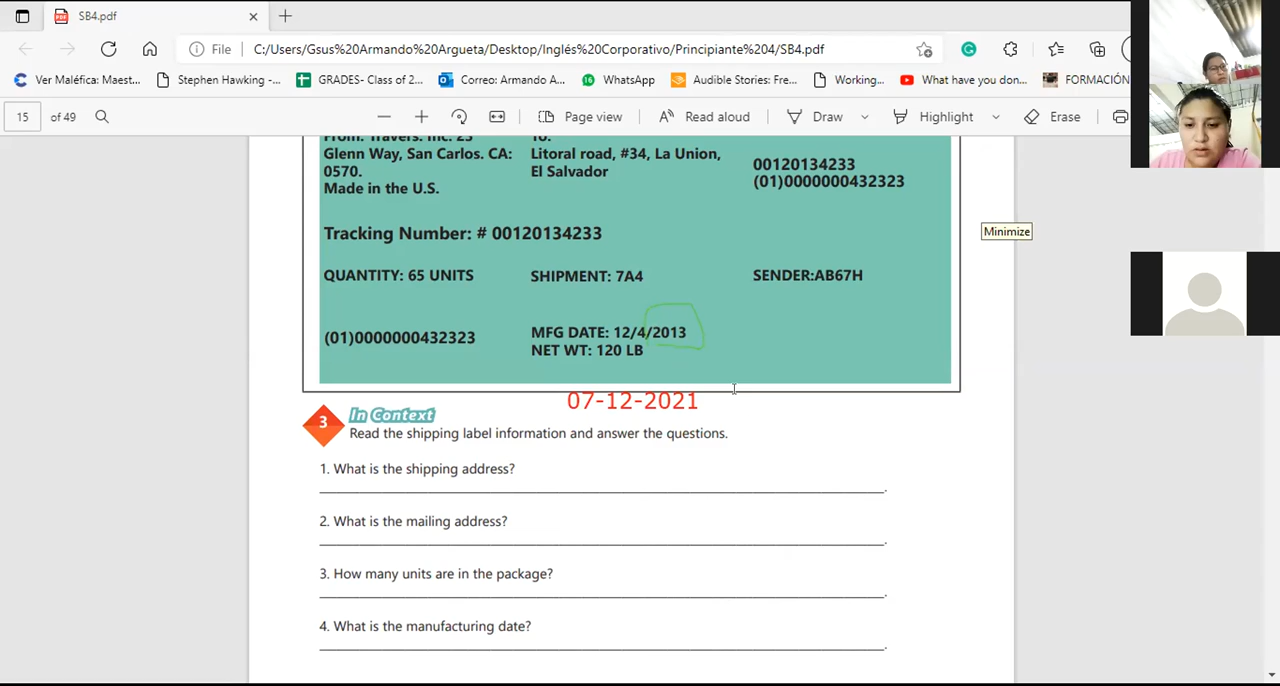 SB4.pdf
File C:/Users/Gsus%20Armando%20Argueta/Desktop/Inglés%20Corporativo/Principiante%204/SB4.pdf
Ver Maléfica: Maest... Stephen Hawking -... GRADES- Class of 2... Correo: Armando A... WhatsApp Audible Stories: Fre... Working... What have you don... FORMACIÓN
15 of 49 Page view Read aloud Draw Highlight Erase
From: Travers. Inc. 25 To:
Glenn Way, San Carlos. CA: Litoral road, #34, La Union, 00120134233
0570. El Salvador (01)0000000432323
Made in the U.S.
Minimize
Tracking Number: # 00120134233
QUANTITY: 65 UNITS SHIPMENT: 7A4 SENDER:AB67H
(01)0000000432323 MFG DATE: 12/4/2013
NET WT: 120 LB
07-12-2021
3 In Context
Read the shipping label information and answer the questions.
1. What is the shipping address?
2. What is the mailing address?
3. How many units are in the package?
4. What is the manufacturing date?